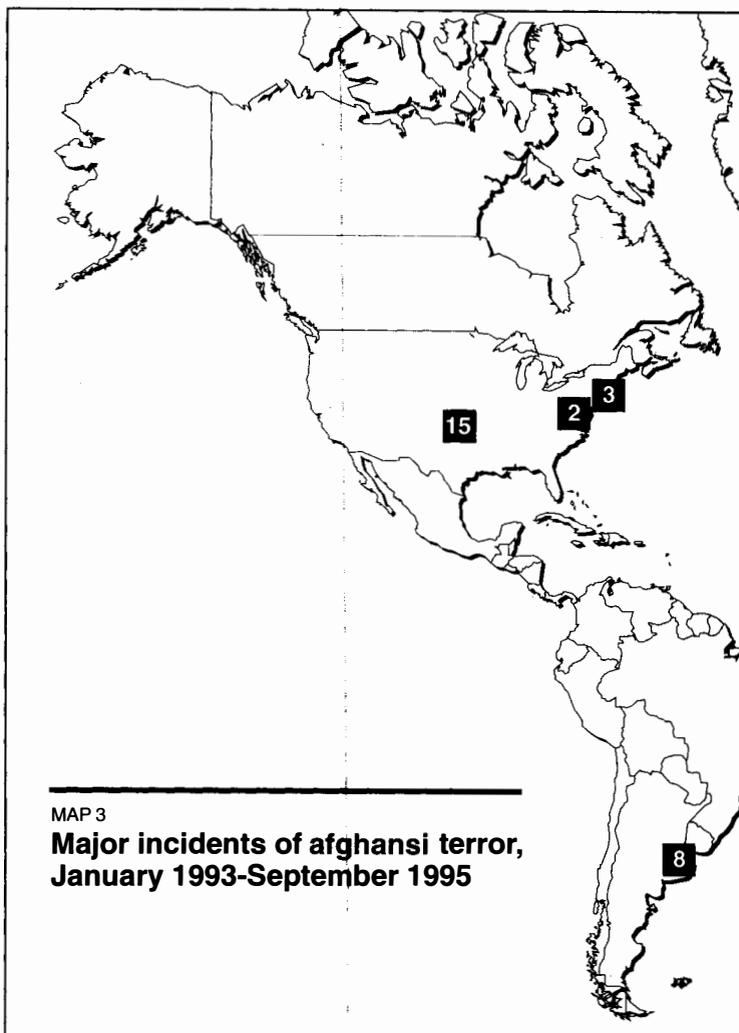 3
2
15
MAP 3
Major incidents of afghansi terror,
January 1993-September 1995
8